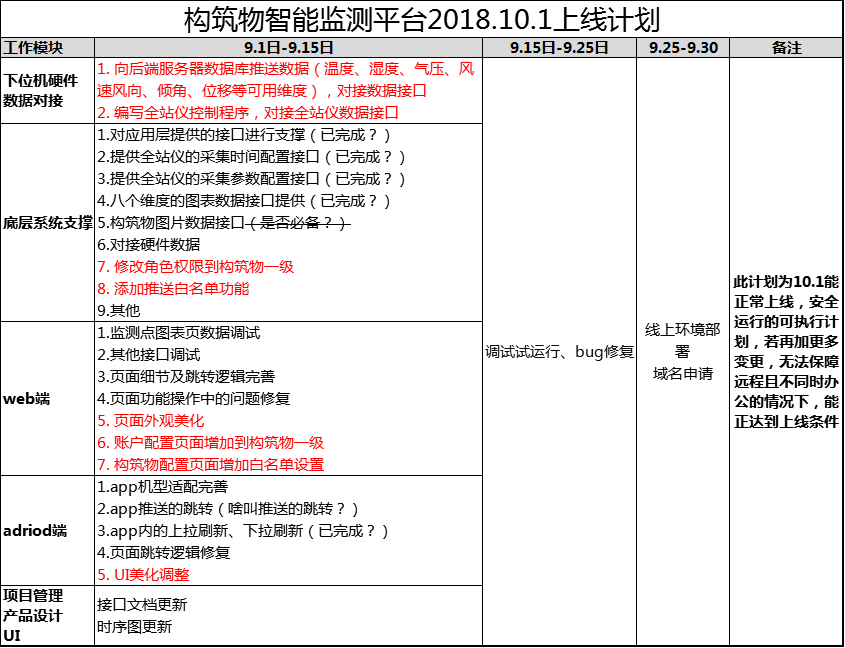 构筑物智能监测平台2018.10.1上线计划
工作模块
9.1日-9.15日
9.15日-9.25日
9.25-9.30
备注
下位机硬件
数据对接
1. 向后端服务器数据库推送数据（温度、湿度、气压、风
速风向、倾角、位移等可用维度），对接数据接口
2. 编写全站仪控制程序，对接全站仪数据接口
底层系统支撑
1.对应用层提供的接口进行支撑（已完成？）
2.提供全站仪的采集时间配置接口（已完成？）
3.提供全站仪的采集参数配置接口（已完成？）
4.八个维度的图表数据接口提供（已完成？）
5.构筑物图片数据接口（是否必备？）
6.对接硬件数据
7. 修改角色权限到构筑物一级
8. 添加推送白名单功能
9.其他
web端
1.监测点图表页数据调试
2.其他接口调试
3.页面细节及跳转逻辑完善
4.页面功能操作中的问题修复
5. 页面外观美化
6. 账户配置页面增加到构筑物一级
7. 构筑物配置页面增加白名单设置
adriod端
1.app机型适配完善
2.app推送的跳转（啥叫推送的跳转？）
3.app内的上拉刷新、下拉刷新（已完成？）
4.页面跳转逻辑修复
5. UI美化调整
项目管理
产品设计
UI
接口文档更新
时序图更新
调试试运行、bug修复
线上环境部
署
域名申请
此计划为10.1能
正常上线，安全
运行的可执行计
划，若再加更多
变更，无法保障
远程且不同时办
公的情况下，能
正达到上线条件